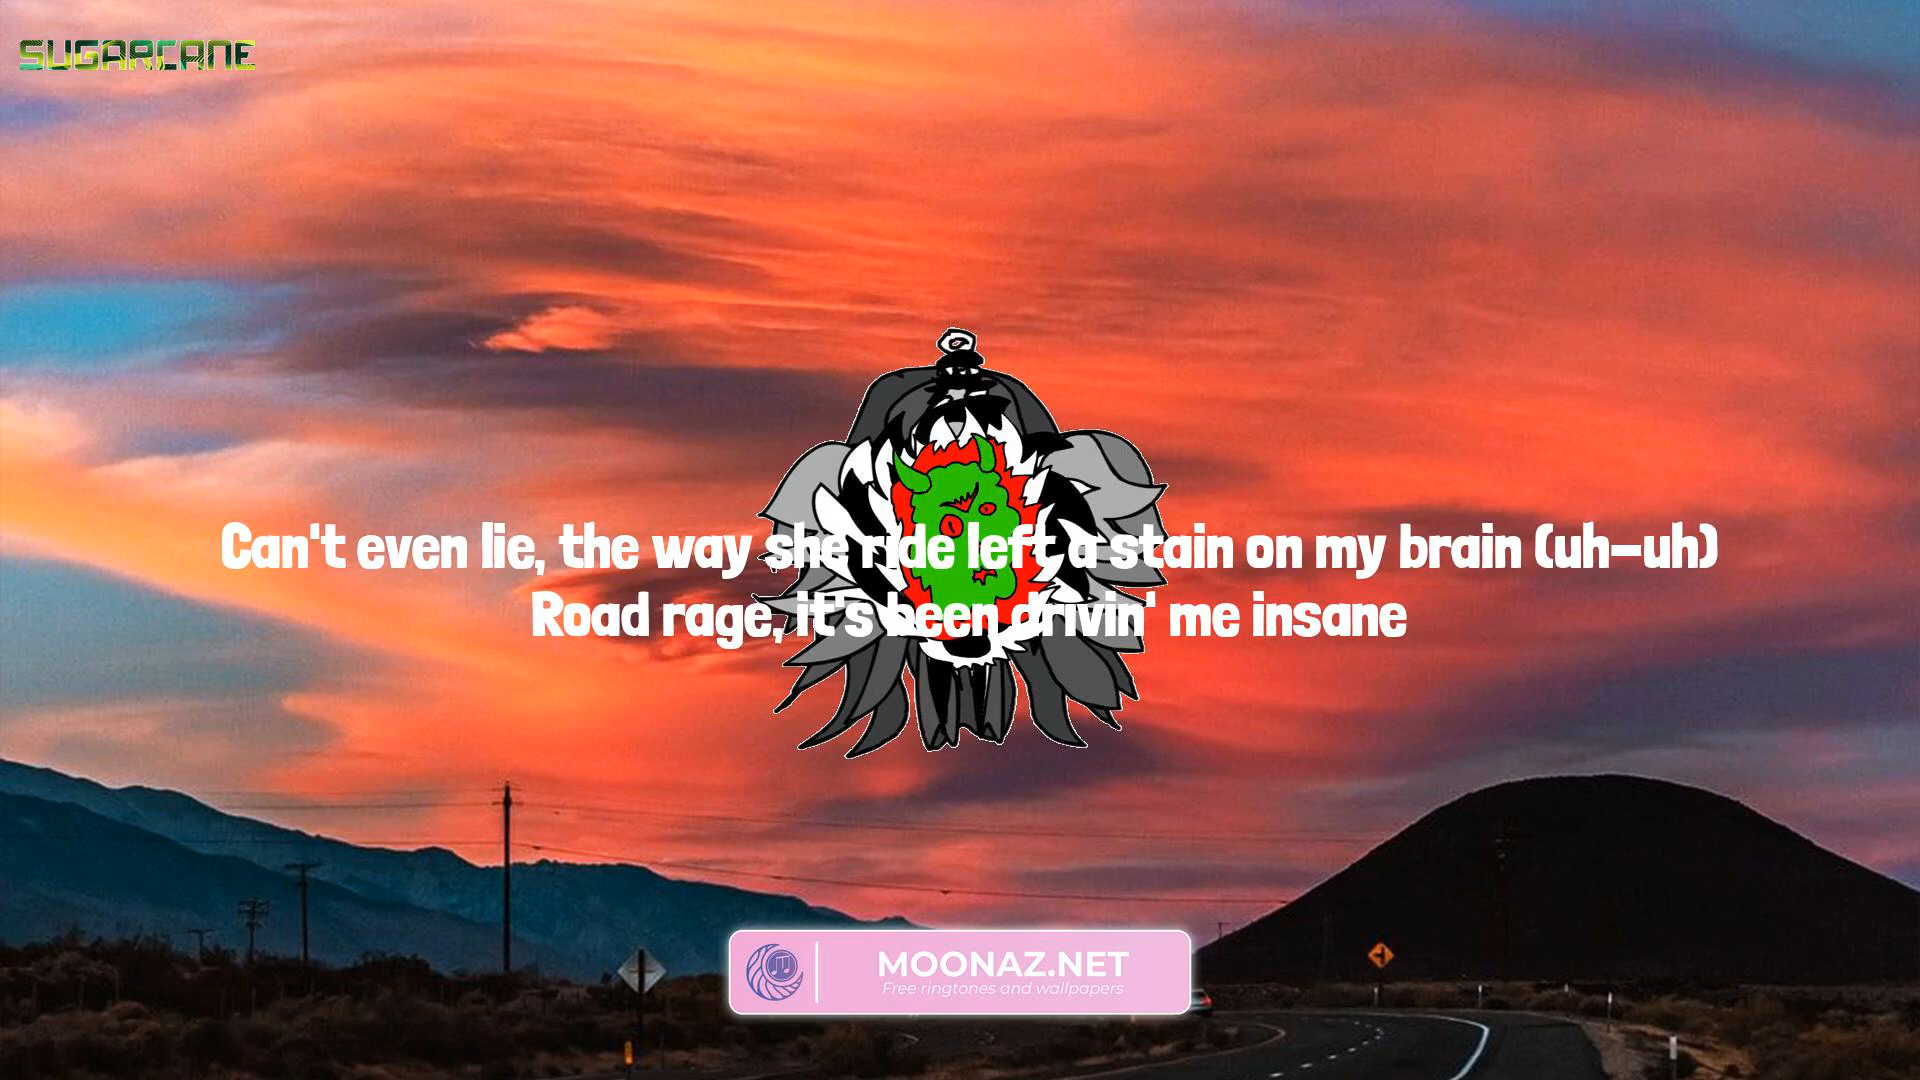 SUGARCANE
Can't even lie, the way she ride left a stain on my brain (uh-uh)
Road rage, it's been drivin' me insane
MOONAZ.NET
Free ringtones and wallpapers